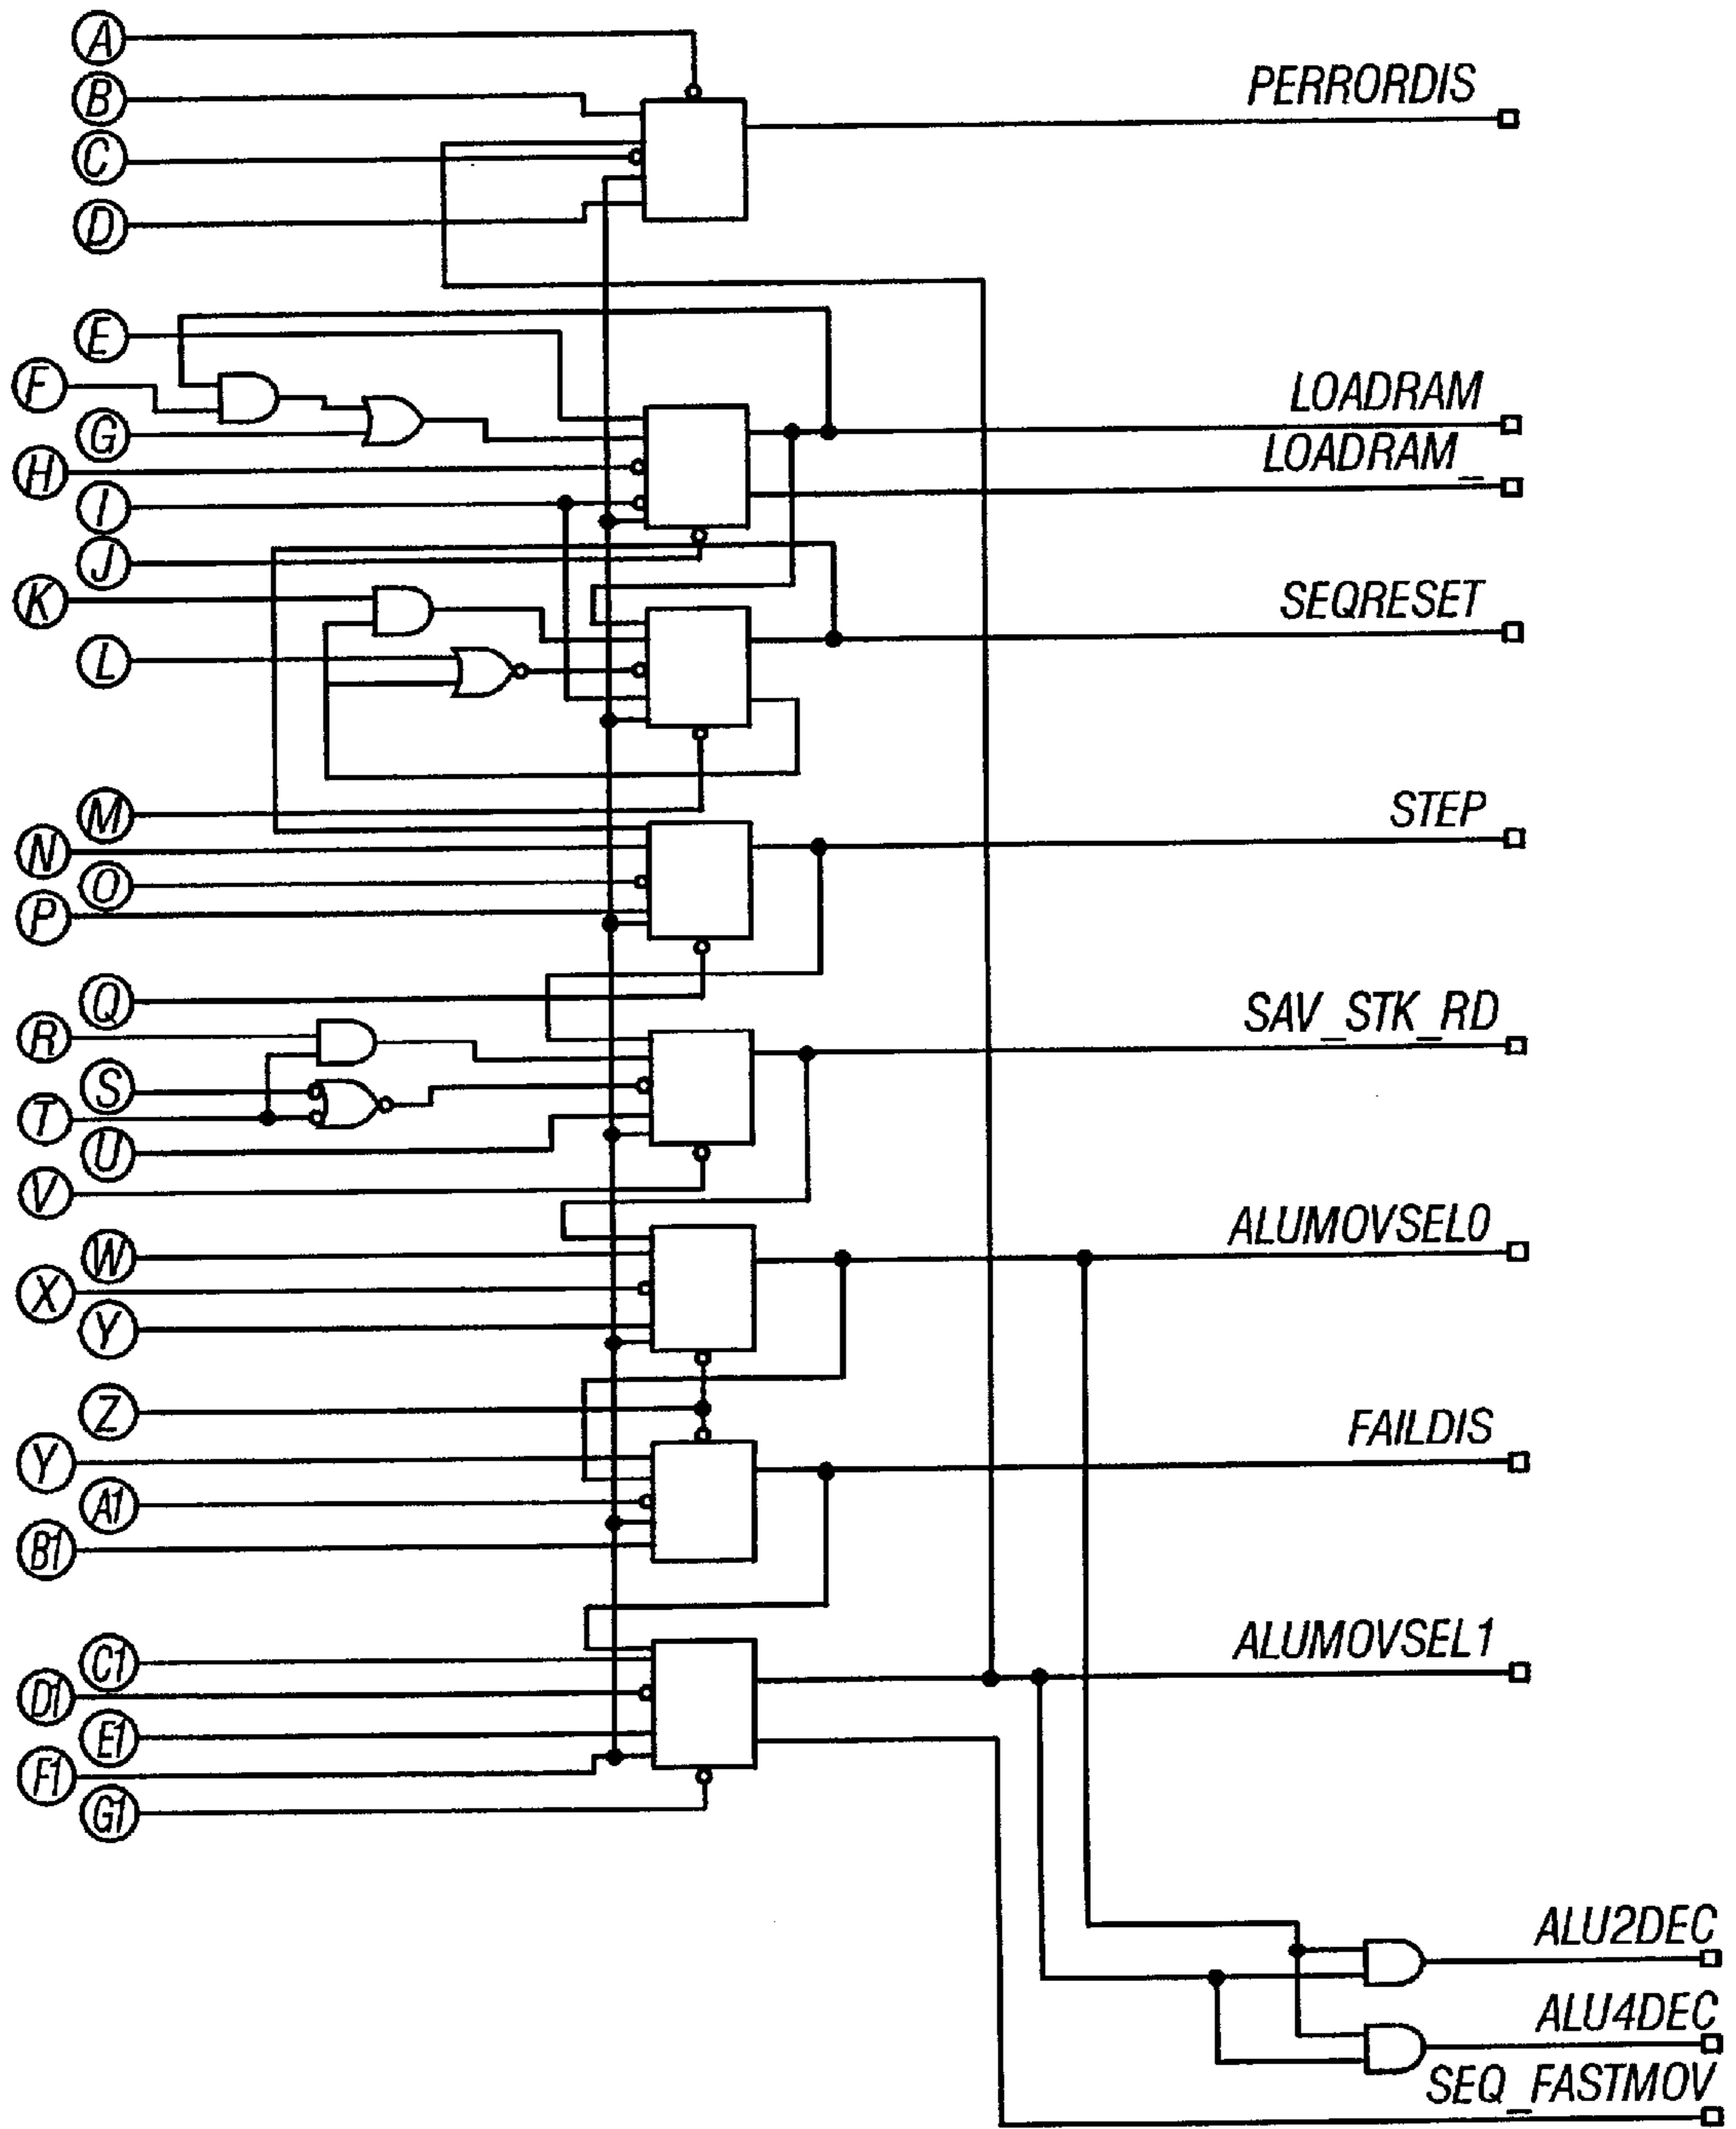 A
B
PERRORDIS
C
D
E
F
LOADRAM
G
LOADRAM_
H
I
J
K
SEQRESET
L
M
STEP
N
O
P
Q
SAV_STK_RD
R
S
T
U
V
ALUMOVSEL0
W
X
Y
Z
FAILDIS
Y
A1
B1
ALUMOVSEL1
C1
D1
E1
F1
G1
ALU2DEC
ALU4DEC
SEQ_FASTMOV